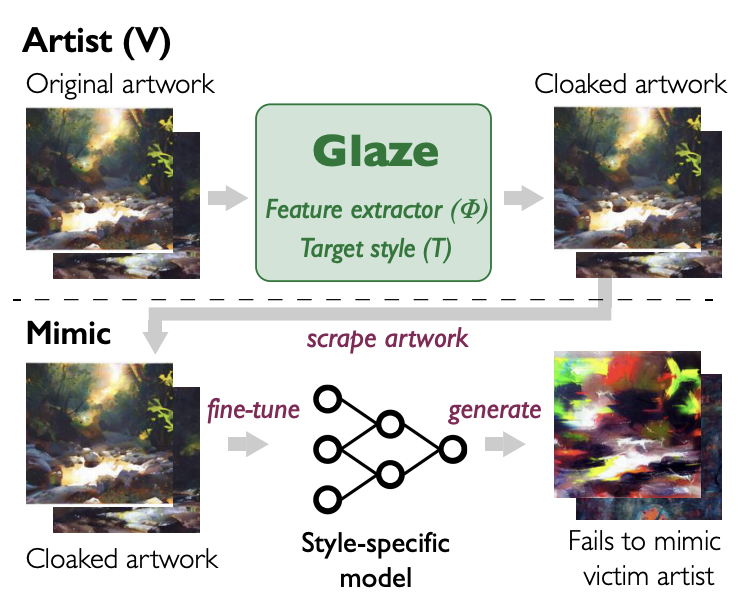 Artist (V)
Original artwork
Cloaked artwork
Glaze
Feature extractor (Φ)
Target style (T)
Mimic
scrape artwork
fine-tune
generate
Cloaked artwork
Style-specific
model
Fails to mimic
victim artist